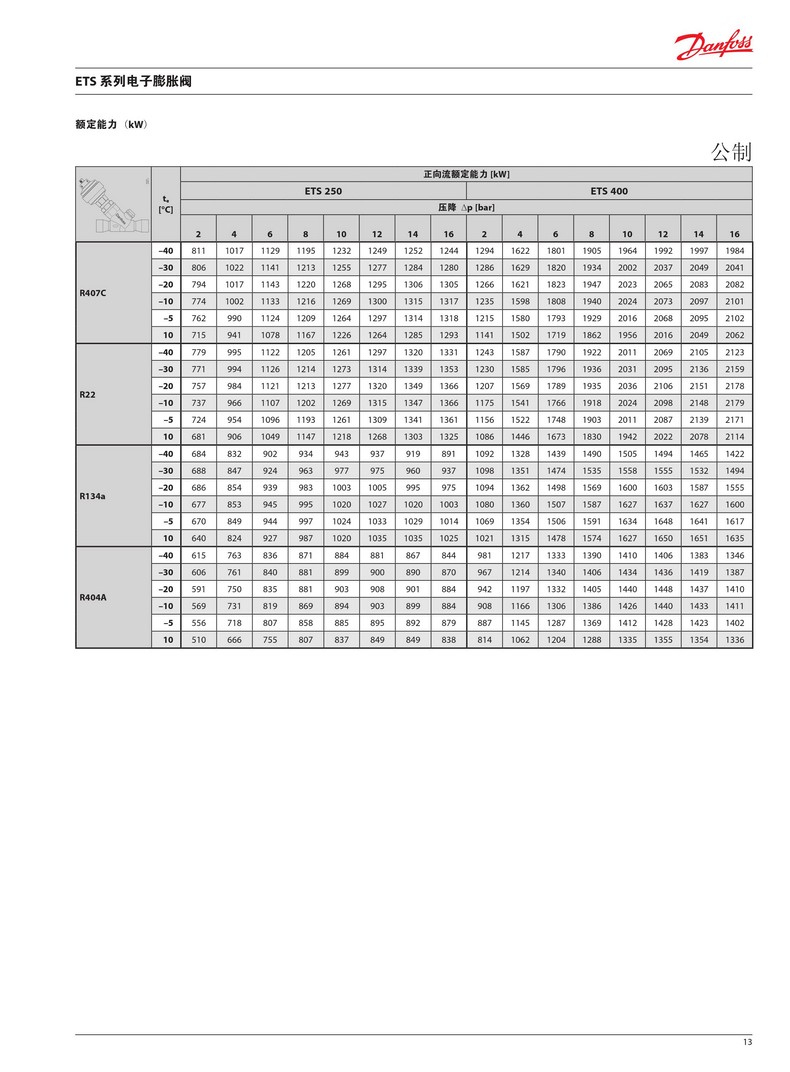 Danfoss
ETS 系列电子膨胀阀
额定能力（kW）
公制
正向流额定能力 [kW]
ETS 250 ETS 400
tₑ
[°C]
压降 Δp [bar]
2 4 6 8 10 12 14 16 2 4 6 8 10 12 14 16
R407C
–40 811 1017 1129 1195 1232 1249 1252 1244 1294 1622 1801 1905 1964 1992 1997 1984
–30 806 1022 1141 1213 1255 1277 1284 1280 1286 1629 1820 1934 2002 2037 2049 2041
–20 794 1017 1143 1220 1268 1295 1306 1305 1266 1621 1823 1947 2023 2065 2083 2082
–10 774 1002 1133 1216 1269 1300 1315 1317 1235 1598 1808 1940 2024 2073 2097 2101
–5 762 990 1124 1209 1264 1297 1314 1318 1215 1580 1793 1929 2016 2068 2095 2102
10 715 941 1078 1167 1226 1264 1285 1293 1141 1502 1719 1862 1956 2016 2049 2062
R22
–40 779 995 1122 1205 1261 1297 1320 1331 1243 1587 1790 1922 2011 2069 2105 2123
–30 771 994 1126 1214 1273 1314 1339 1353 1230 1585 1796 1936 2031 2095 2136 2159
–20 757 984 1121 1213 1277 1320 1349 1366 1207 1569 1789 1935 2036 2106 2151 2178
–10 737 966 1107 1202 1269 1315 1347 1366 1175 1541 1766 1918 2024 2098 2148 2179
–5 724 954 1096 1193 1261 1309 1341 1361 1156 1522 1748 1903 2011 2087 2139 2171
10 681 906 1049 1147 1218 1268 1303 1325 1086 1446 1673 1830 1942 2022 2078 2114
R134a
–40 684 832 902 934 943 937 919 891 1092 1328 1439 1490 1505 1494 1465 1422
–30 688 847 924 963 977 975 960 937 1098 1351 1474 1535 1558 1555 1532 1494
–20 686 854 939 983 1003 1005 995 975 1094 1362 1498 1569 1600 1603 1587 1555
–10 677 853 945 995 1020 1027 1020 1003 1080 1360 1507 1587 1627 1637 1627 1600
–5 670 849 944 997 1024 1033 1029 1014 1069 1354 1506 1591 1634 1648 1641 1617
10 640 824 927 987 1020 1035 1035 1025 1021 1315 1478 1574 1627 1650 1651 1635
R404A
–40 615 763 836 871 884 881 867 844 981 1217 1333 1390 1410 1406 1383 1346
–30 606 761 840 881 899 900 890 870 967 1214 1340 1406 1434 1436 1419 1387
–20 591 750 835 881 903 908 901 884 942 1197 1332 1405 1440 1448 1437 1410
–10 569 731 819 869 894 903 899 884 908 1166 1306 1386 1426 1440 1433 1411
–5 556 718 807 858 885 895 892 879 887 1145 1287 1369 1412 1428 1423 1402
10 510 666 755 807 837 849 849 838 814 1062 1204 1288 1335 1355 1354 1336
13